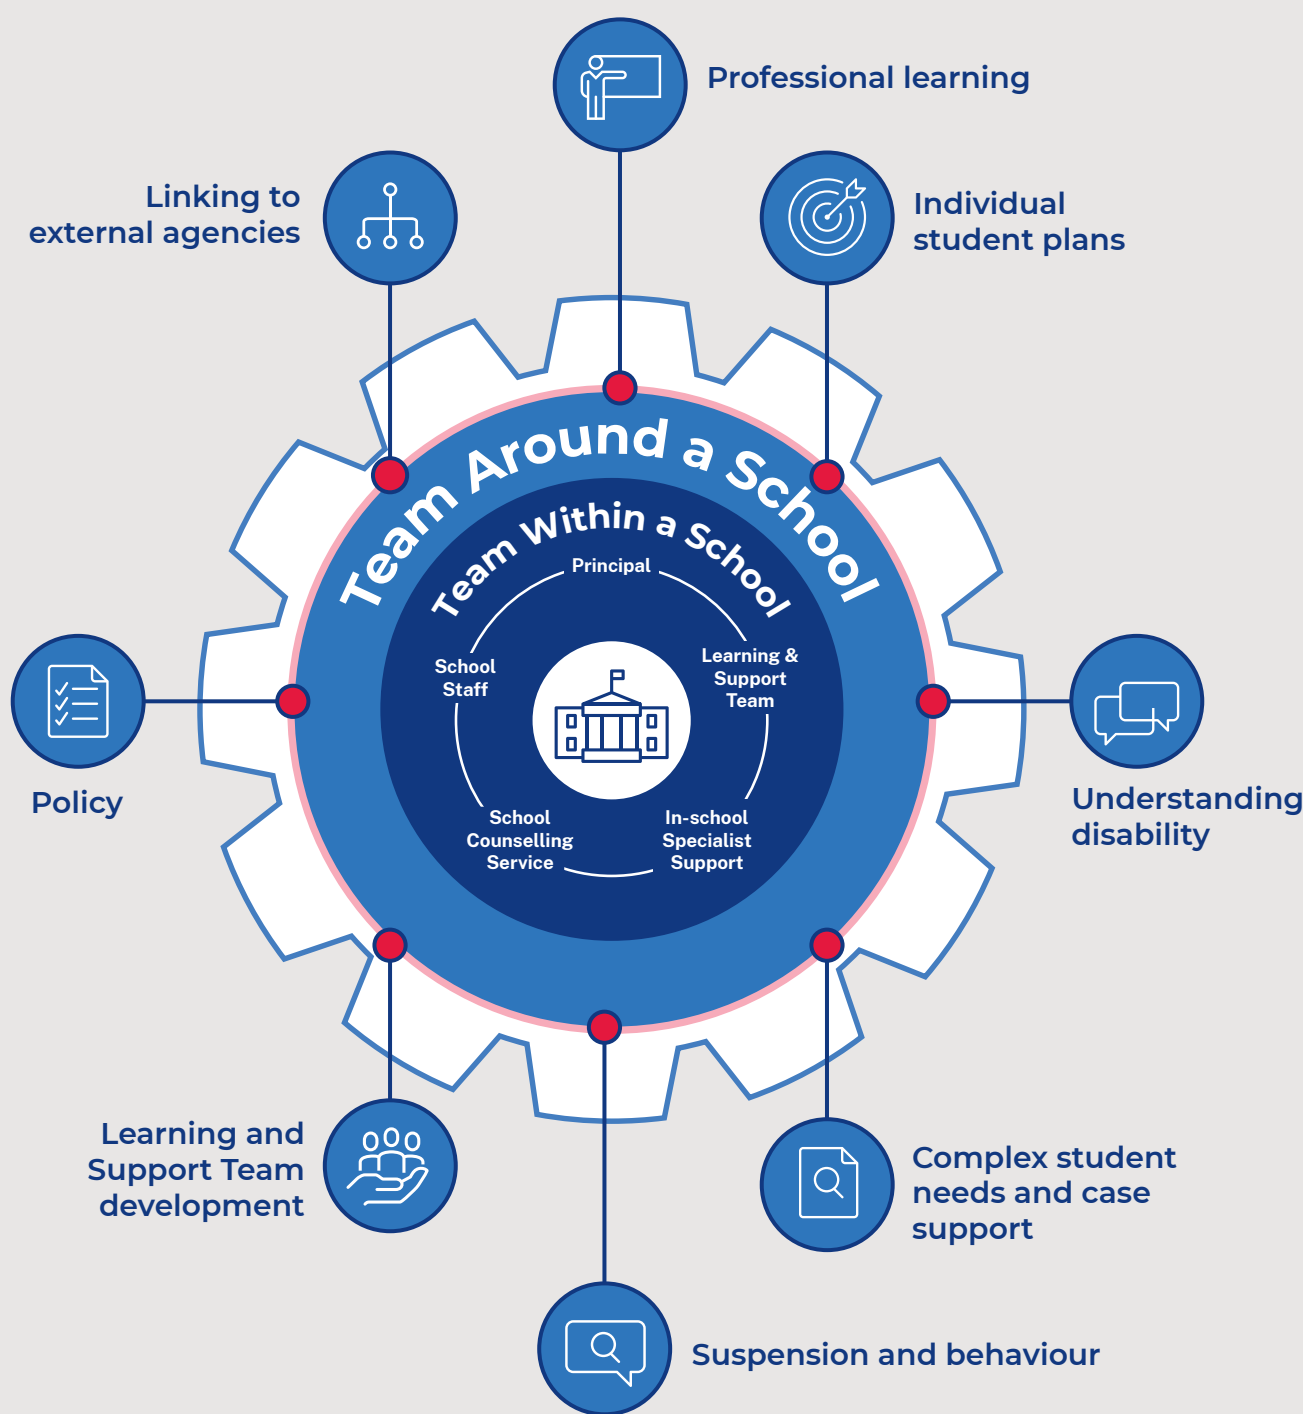 Professional learning
Linking to
external agencies
Individual
student plans
Team Around a School
Team Within a School
Principal
School
Staff
Learning &
Support
Team
School
Counselling
Service
In-school
Specialist
Support
Policy
Understanding
disability
Learning and
Support Team
development
Complex student
needs and case
support
Suspension and behaviour